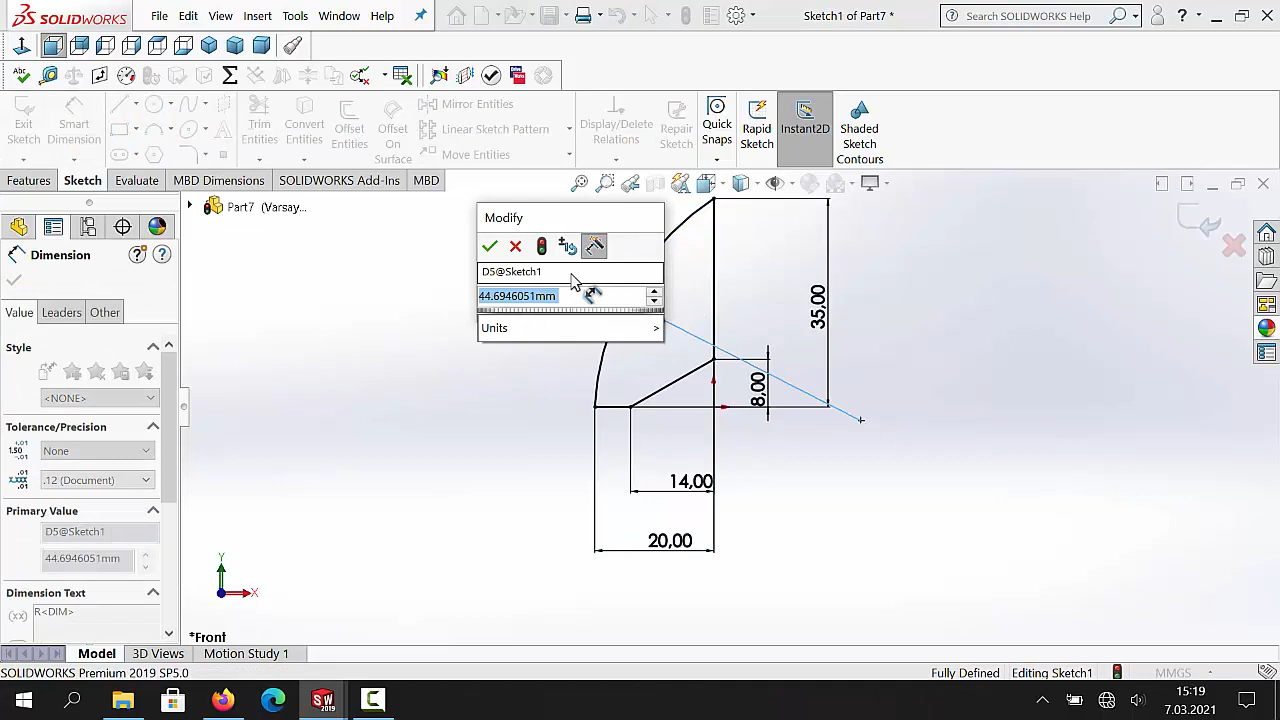 SOLIDWORKS
File Edit View Insert Tools Window Help
Sketch1 of Part7 *
Search SOLIDWORKS Help
?
Abc
Exit Sketch
Smart Dimension
Trim Entities
Convert Entities
Offset Entities
Offset On Surface
Mirror Entities
Linear Sketch Pattern
Move Entities
Display/Delete Relations
Repair Sketch
Quick Snaps
Rapid Sketch
Instant2D
Shaded Sketch Contours
Features Sketch Evaluate MBD Dimensions SOLIDWORKS Add-Ins MBD
Part7 (Varsay...
Dimension
Value Leaders Other
Style
<NONE>
Tolerance/Precision
None
.12 (Document)
Primary Value
D5@Sketch1
44.6946051mm
Dimension Text
R<DIM>
Modify
D5@Sketch1
44.6946051mm
Units >
35,00
8,00
14,00
20,00
Y
X
*Front
Model 3D Views Motion Study 1
SOLIDWORKS Premium 2019 SP5.0
Fully Defined Editing Sketch1 MMGS
15:19
7.03.2021